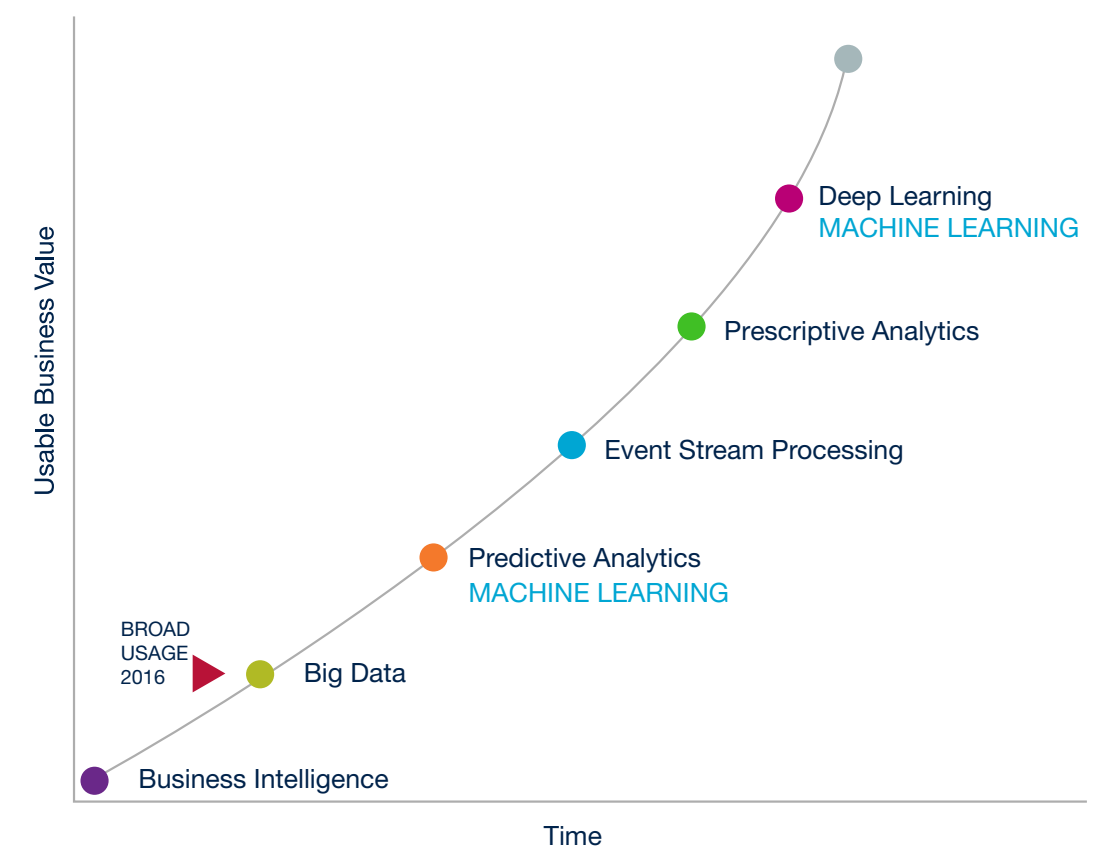 Deep Learning
MACHINE LEARNING
Prescriptive Analytics
Usable Business Value
Event Stream Processing
Predictive Analytics
MACHINE LEARNING
BROAD
USAGE
2016
Big Data
Business Intelligence
Time